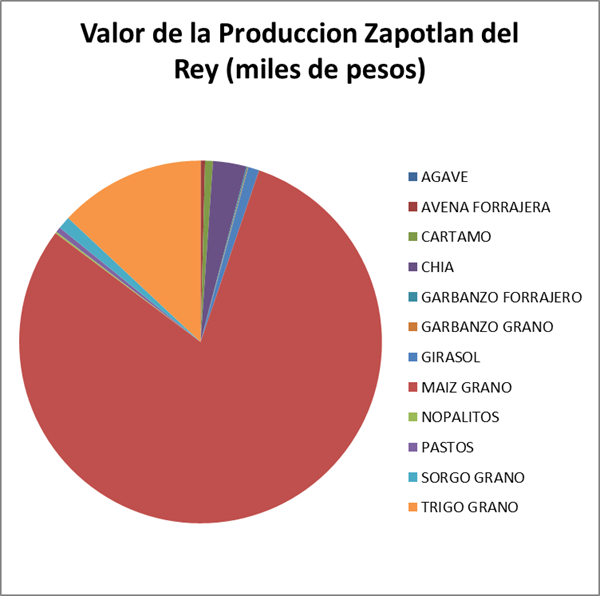 Valor de la Produccion Zapotlan del
Rey (miles de pesos)
AGAVE
AVENA FORRAJERA
CARTAMO
CHIA
GARBANZO FORRAJERO
GARBANZO GRANO
GIRASOL
MAIZ GRANO
NOPALITOS
PASTOS
SORGO GRANO
TRIGO GRANO